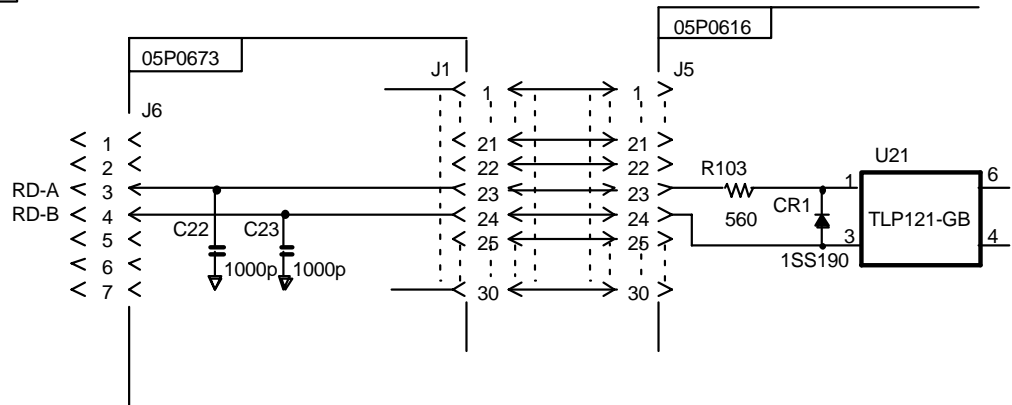 05P0616
05P0673
J1
J5
J6
1 1
1
21 21
2
22 22
U21
R103
RD-A 3
23 23
1
6
RD-B 4
24 24
560
CR1
TLP121-GB
C22
C23
5
25 25
3
4
1SS190
6
1000p
1000p
7
30 30